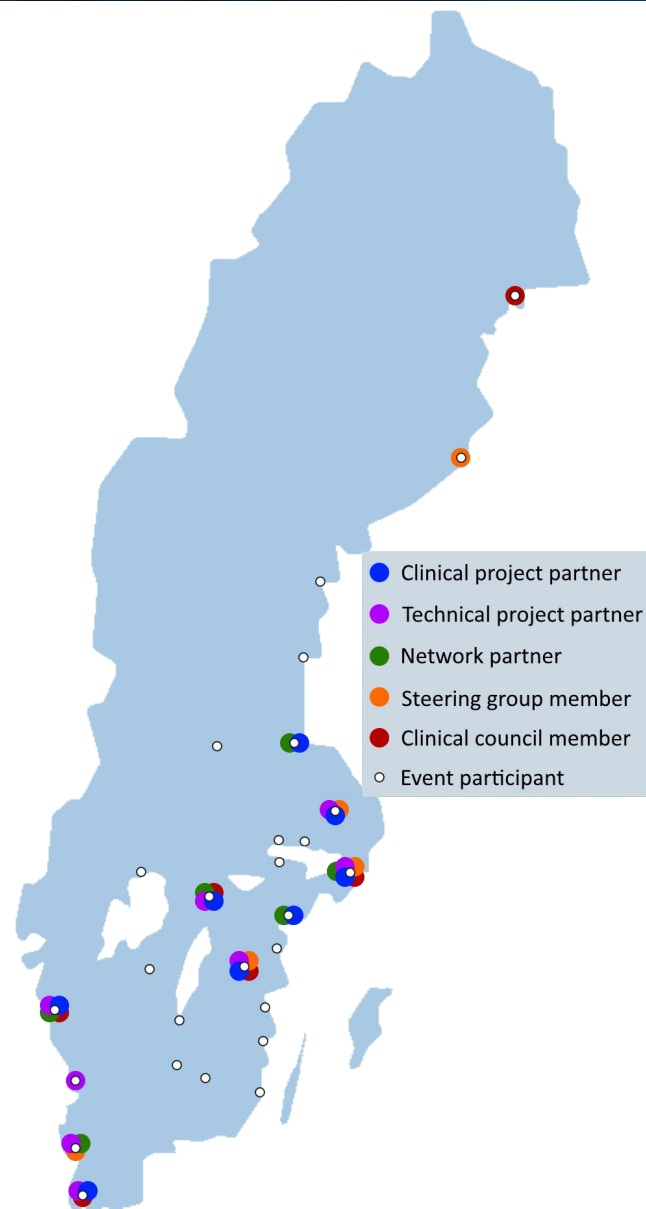 Clinical project partner
Technical project partner
Network partner
Steering group member
Clinical council member
Event participant